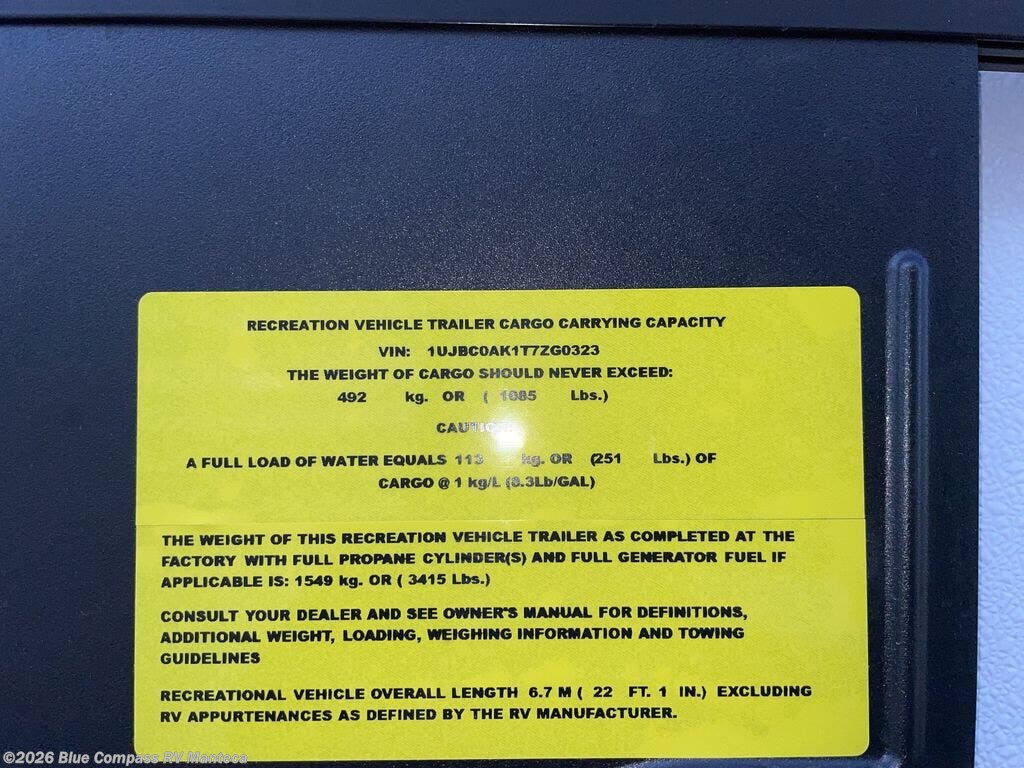 RECREATION VEHICLE TRAILER CARGO CARRYING CAPACITY
VIN: 1UJBC0AK1T7ZG0323
THE WEIGHT OF CARGO SHOULD NEVER EXCEED:
492 kg. OR ( 1085 Lbs.)
CAUTION:
A FULL LOAD OF WATER EQUALS 113 kg. OR (251 Lbs.) OF
CARGO @ 1 kg/L (8.3Lb/GAL)
THE WEIGHT OF THIS RECREATION VEHICLE TRAILER AS COMPLETED AT THE
FACTORY WITH FULL PROPANE CYLINDER(S) AND FULL GENERATOR FUEL IF
APPLICABLE IS: 1549 kg. OR ( 3415 Lbs.)
CONSULT YOUR DEALER AND SEE OWNER'S MANUAL FOR DEFINITIONS,
ADDITIONAL WEIGHT, LOADING, WEIGHING INFORMATION AND TOWING
GUIDELINES
RECREATIONAL VEHICLE OVERALL LENGTH 6.7 M ( 22 FT. 1 IN.) EXCLUDING
RV APPURTENANCES AS DEFINED BY THE RV MANUFACTURER.
©2026 Blue Compass RV Manteca